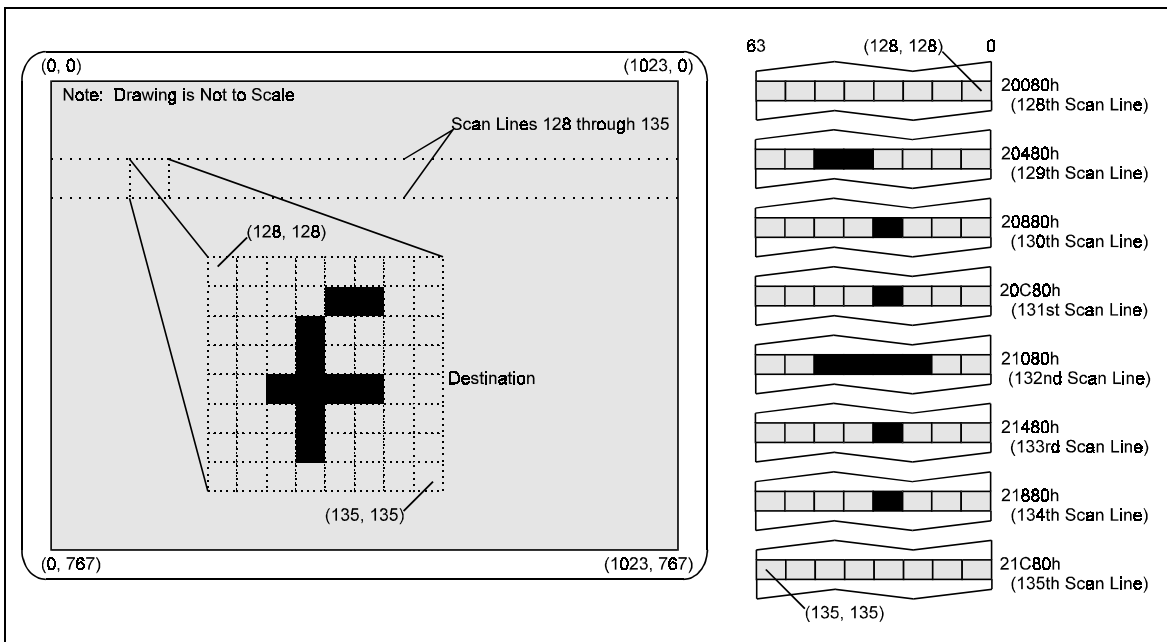 (0, 0)
(1023, 0)
Note: Drawing is Not to Scale
Scan Lines 128 through 135
(128, 128)
Destination
(135, 135)
(0, 767)
(1023, 767)
63
(128, 128)
0
20080h
(128th Scan Line)
20480h
(129th Scan Line)
20880h
(130th Scan Line)
20C80h
(131st Scan Line)
21080h
(132nd Scan Line)
21480h
(133rd Scan Line)
21880h
(134th Scan Line)
21C80h
(135th Scan Line)
(135, 135)